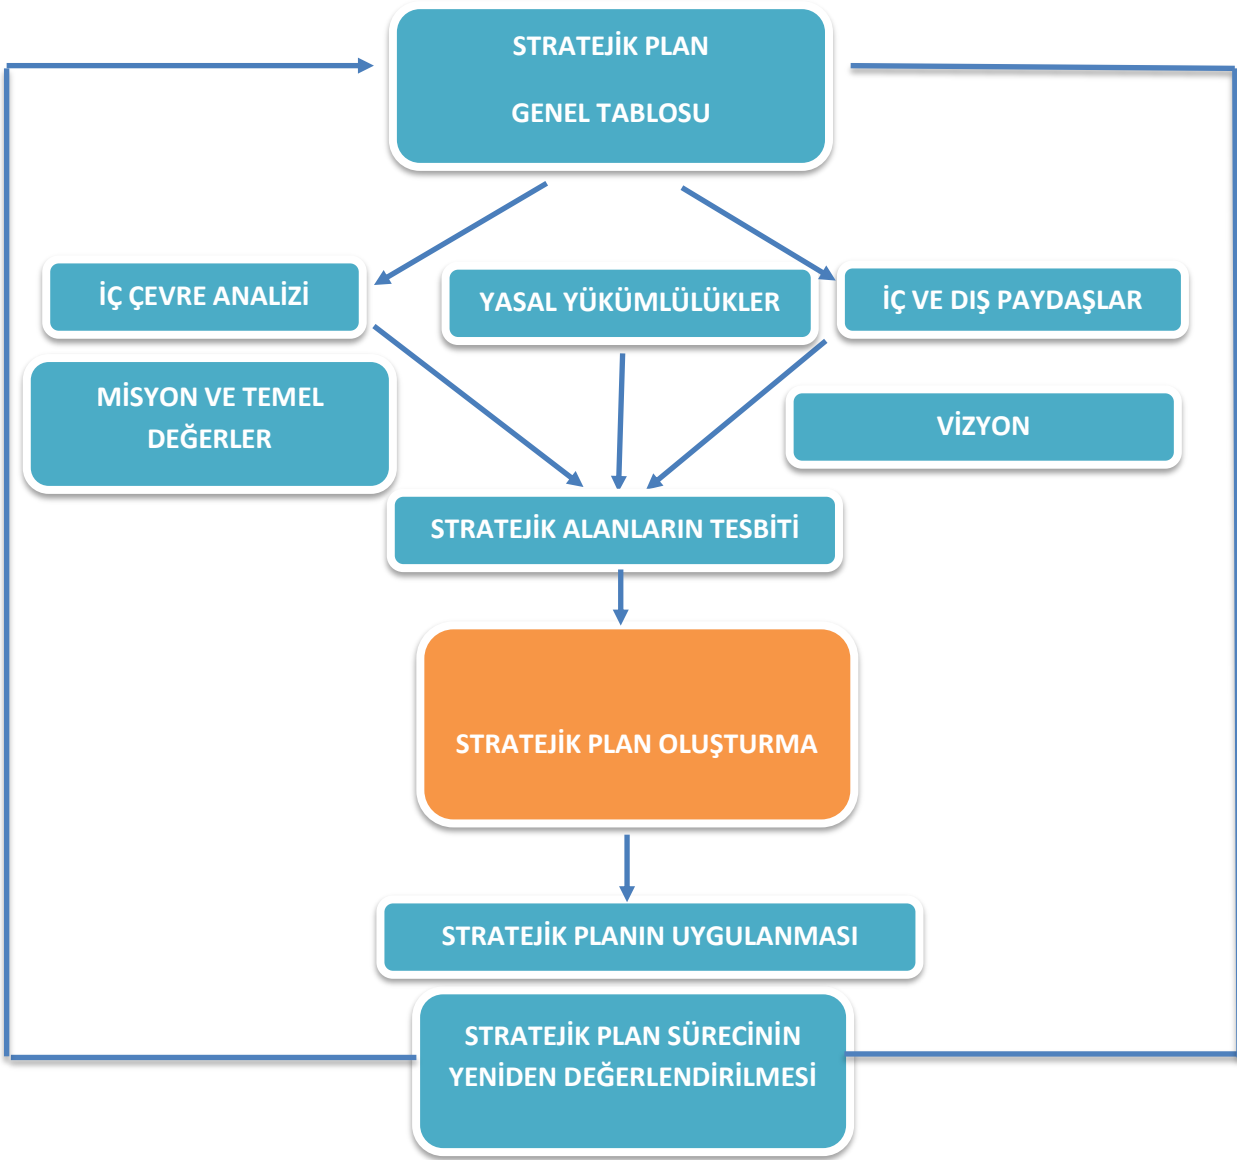 STRATEJİK PLAN
GENEL TABLOSU
İÇ ÇEVRE ANALİZİ
YASAL YÜKÜMLÜLÜKLER
İÇ VE DIŞ PAYDAŞLAR
MİSYON VE TEMEL
DEĞERLER
VİZYON
STRATEJİK ALANLARIN TESBİTİ
STRATEJİK PLAN OLUŞTURMA
STRATEJİK PLANIN UYGULANMASI
STRATEJİK PLAN SÜRECİNİN
YENİDEN DEĞERLENDİRİLMESİ